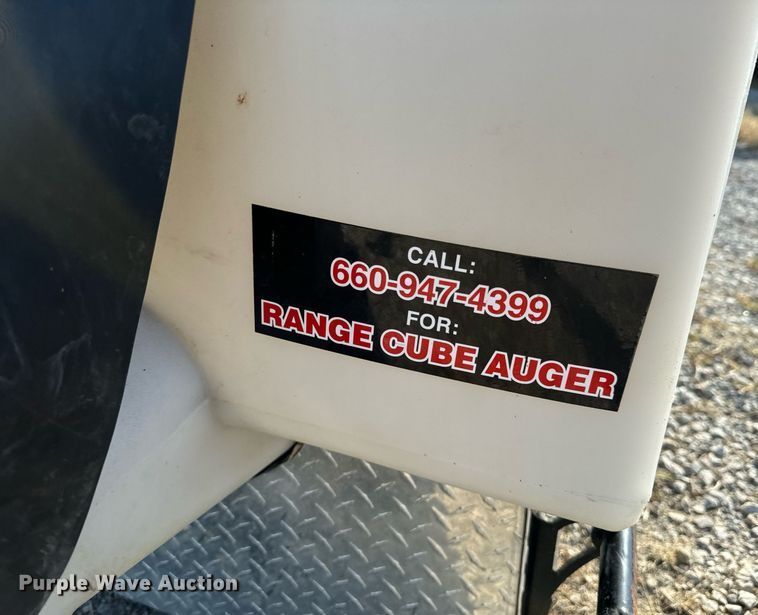 CALL:
660-947-4399
FOR:
RANGE CUBE AUGER
Purple Wave Auction